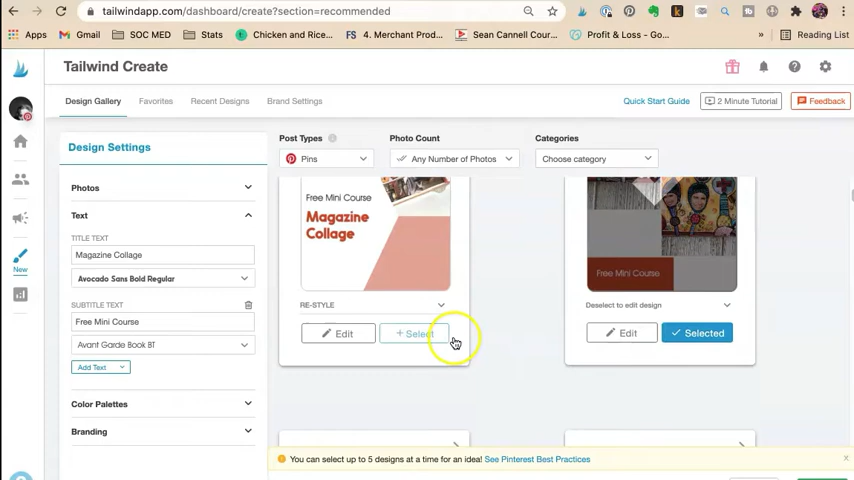 tailwindapp.com/dashboard/create?section=recommended
Apps
Gmail
SOC MED
Chicken and Rice...
4. Merchant Prod...
Sean Cannell Cour...
Profit & Loss - Go...
»
Reading List
Tailwind Create
Design Gallery
Favorites
Recent Designs
Brand Settings
Quick Start Guide
2 Minute Tutorial
Feedback
Design Settings
Post Types
Photo Count
Categories
Pins
Any Number of Photos
Choose category
Photos
Text
TITLE TEXT
Magazine Collage
Avocado Sans Bold Regular
SUBTITLE TEXT
Free Mini Course
Avant Garde Book BT
Add Text
Color Palettes
Branding
New
Free Mini Course
Magazine
Collage
RE-STYLE
Edit
+ Select
Free Mini Course
Deselect to edit design
Edit
Selected
You can select up to 5 designs at a time for an idea! See Pinterest Best Practices
x